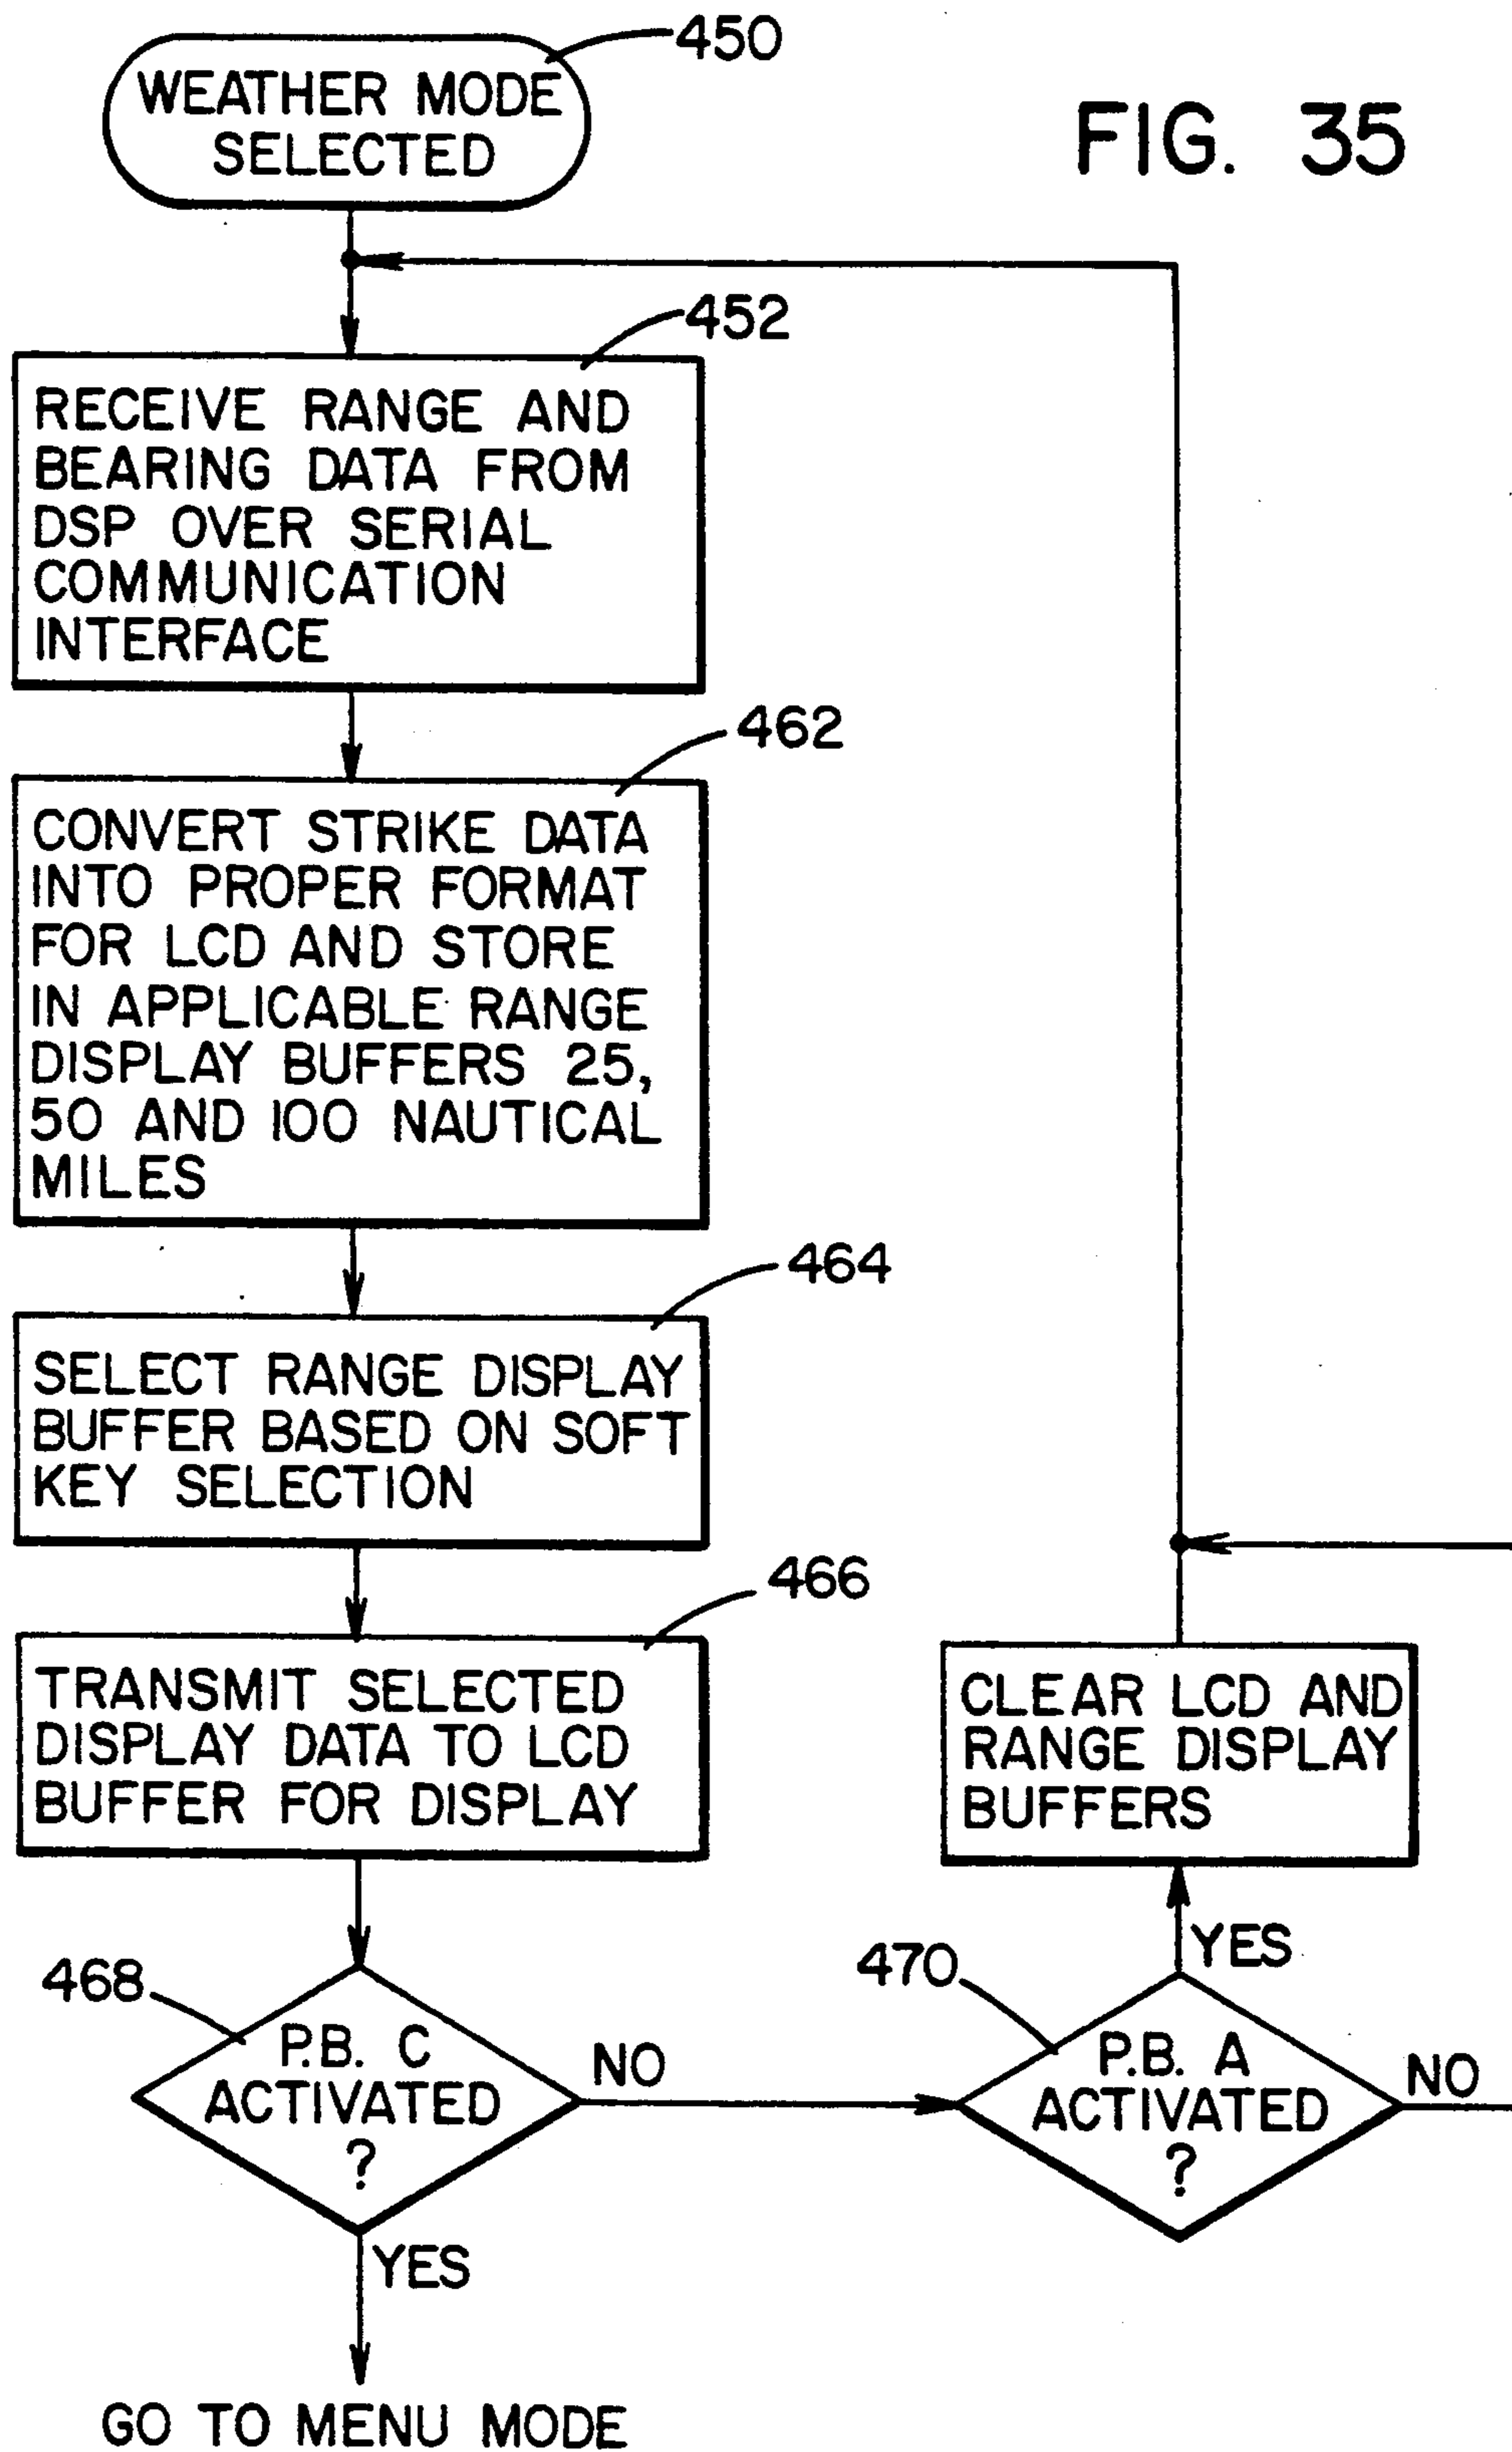 450
WEATHER MODE
SELECTED
FIG. 35
452
RECEIVE RANGE AND
BEARING DATA FROM
DSP OVER SERIAL
COMMUNICATION
INTERFACE
462
CONVERT STRIKE DATA
INTO PROPER FORMAT
FOR LCD AND STORE
IN APPLICABLE RANGE
DISPLAY BUFFERS 25,
50 AND 100 NAUTICAL
MILES
464
SELECT RANGE DISPLAY
BUFFER BASED ON SOFT
KEY SELECTION
466
TRANSMIT SELECTED
DISPLAY DATA TO LCD
BUFFER FOR DISPLAY
CLEAR LCD AND
RANGE DISPLAY
BUFFERS
468
P.B. C
ACTIVATED
?
NO
YES
470
P.B. A
ACTIVATED
?
YES
NO
GO TO MENU MODE